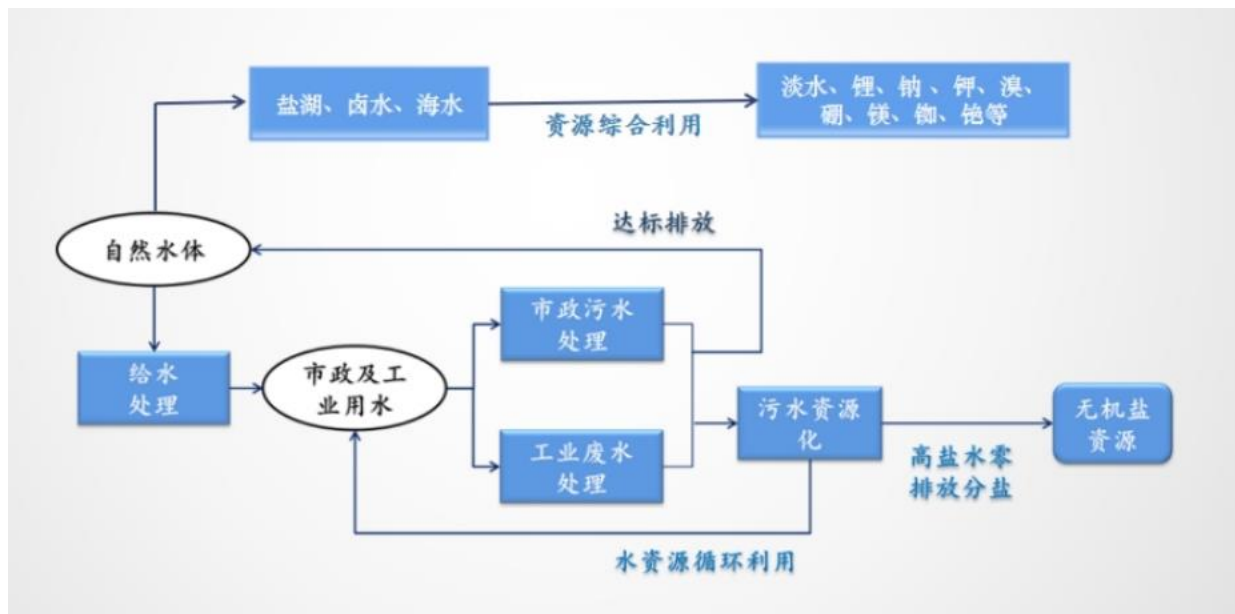 盐湖、卤水、海水
资源综合利用
淡水、锂、钠、钾、溴、
硼、镁、铷、铯等
达标排放
自然水体
市政污水
处理
给水
处理
市政及工
业用水
污水资源
化
无机盐
资源
工业废水
处理
高盐水零
排放分盐
水资源循环利用